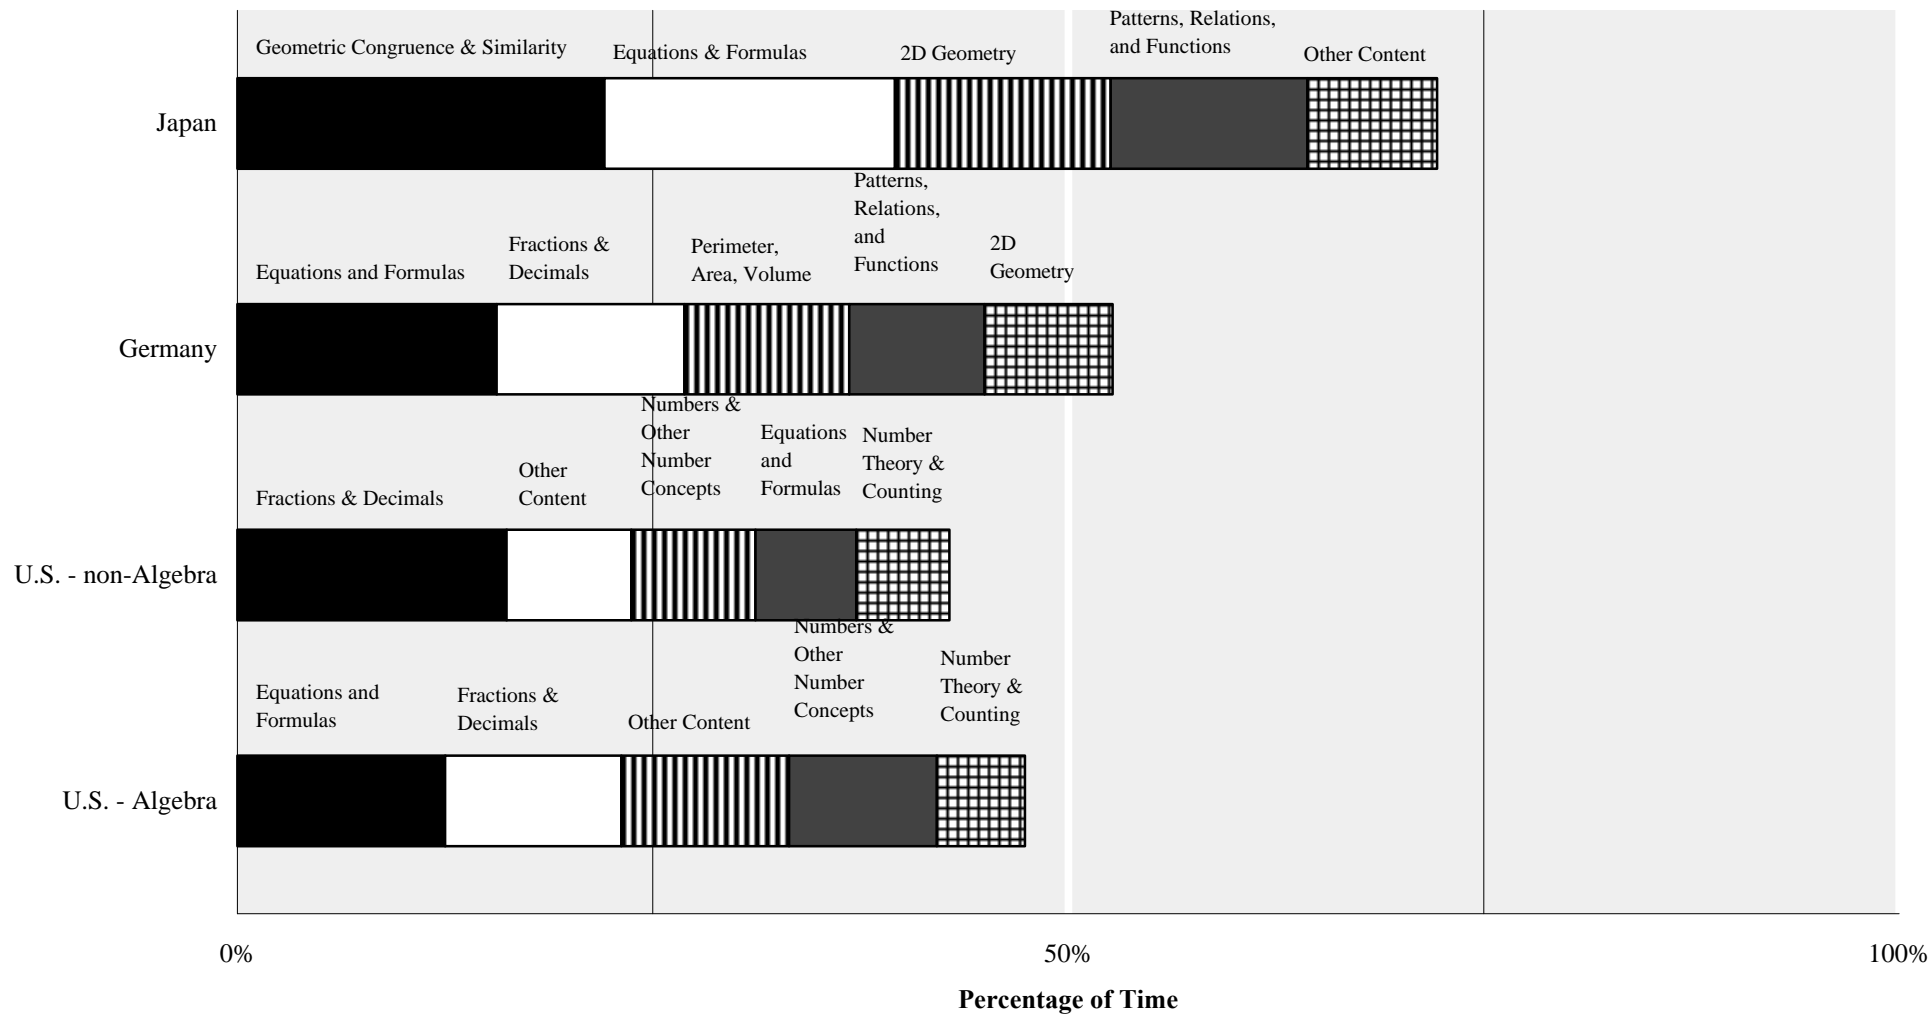 Patterns, Relations,
and Functions
Geometric Congruence & Similarity
Equations & Formulas
2D Geometry
Other Content
Japan
Patterns,
Relations,
and
Functions
Equations and Formulas
Fractions &
Decimals
Perimeter,
Area, Volume
2D
Geometry
Germany
Fractions & Decimals
Other
Content
Numbers &
Other
Number
Concepts
Equations
and
Formulas
Number
Theory &
Counting
U.S. - non-Algebra
Equations and
Formulas
Fractions &
Decimals
Other Content
Numbers &
Other
Number
Concepts
Number
Theory &
Counting
U.S. - Algebra
0%
50%
100%
Percentage of Time